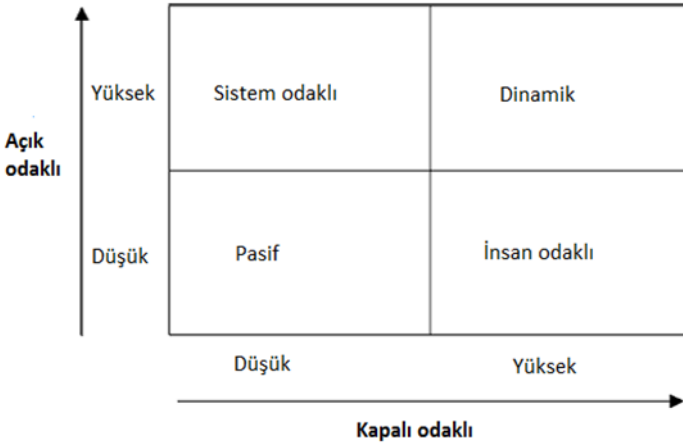 Yüksek
Sistem odaklı
Dinamik
Açık
odaklı
Düşük
Pasif
İnsan odaklı
Düşük
Yüksek
Kapalı odaklı